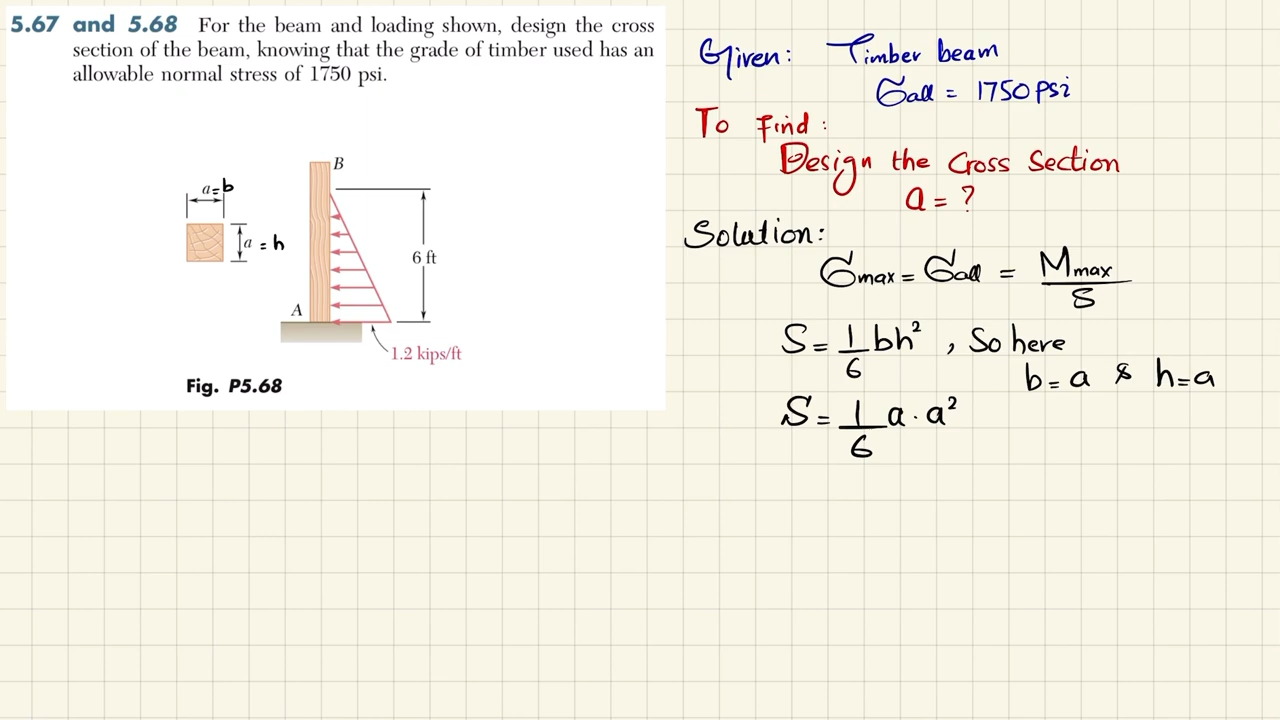 5.67 and 5.68 For the beam and loading shown, design the cross
section of the beam, knowing that the grade of timber used has an
allowable normal stress of 1750 psi.
B
a=b
a = h
6 ft
A
1.2 kips/ft
Fig. P5.68
Given: Timber beam
σall = 1750 psi
To Find:
Design the Cross Section
a = ?
Solution:
σmax = σall = Mmax/S
S = 1/6 bh², So here
b = a & h = a
S = 1/6 a · a²